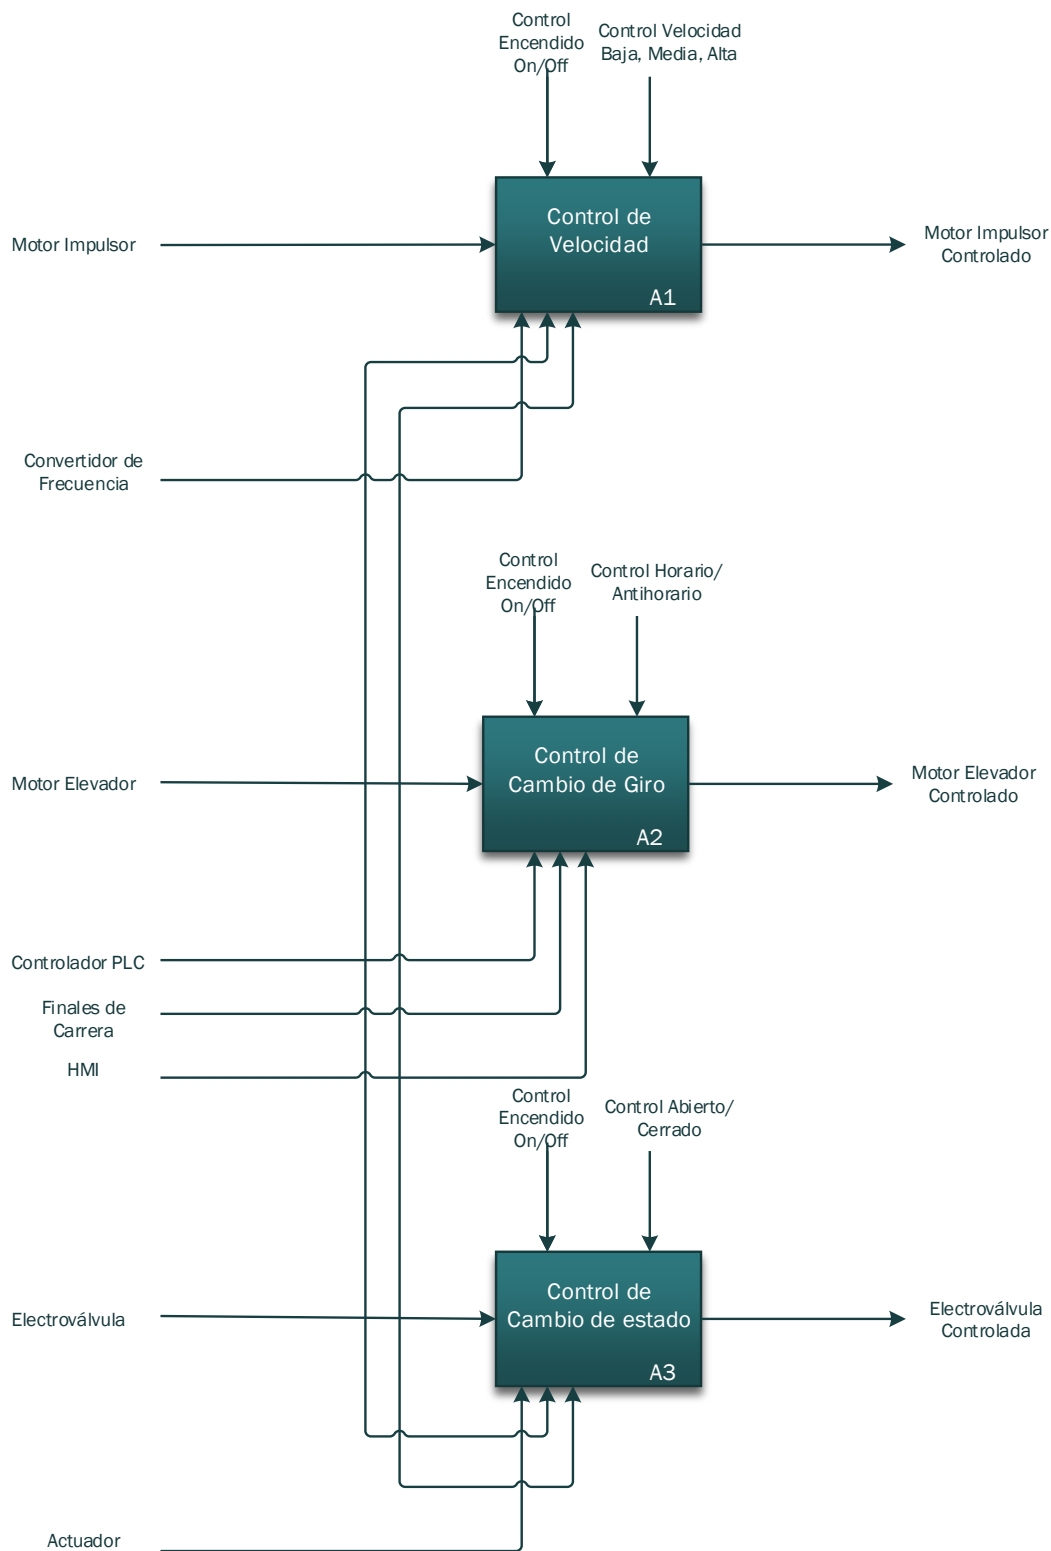 Control
Encendido
On/Off
Control Velocidad
Baja, Media, Alta
Control de
Velocidad
A1
Motor Impulsor
Motor Impulsor
Controlado
Convertidor de
Frecuencia
Control
Encendido
On/Off
Control Horario/
Antihorario
Control de
Cambio de Giro
A2
Motor Elevador
Motor Elevador
Controlado
Controlador PLC
Finales de
Carrera
HMI
Control
Encendido
On/Off
Control Abierto/
Cerrado
Control de
Cambio de estado
A3
Electroválvula
Electroválvula
Controlada
Actuador